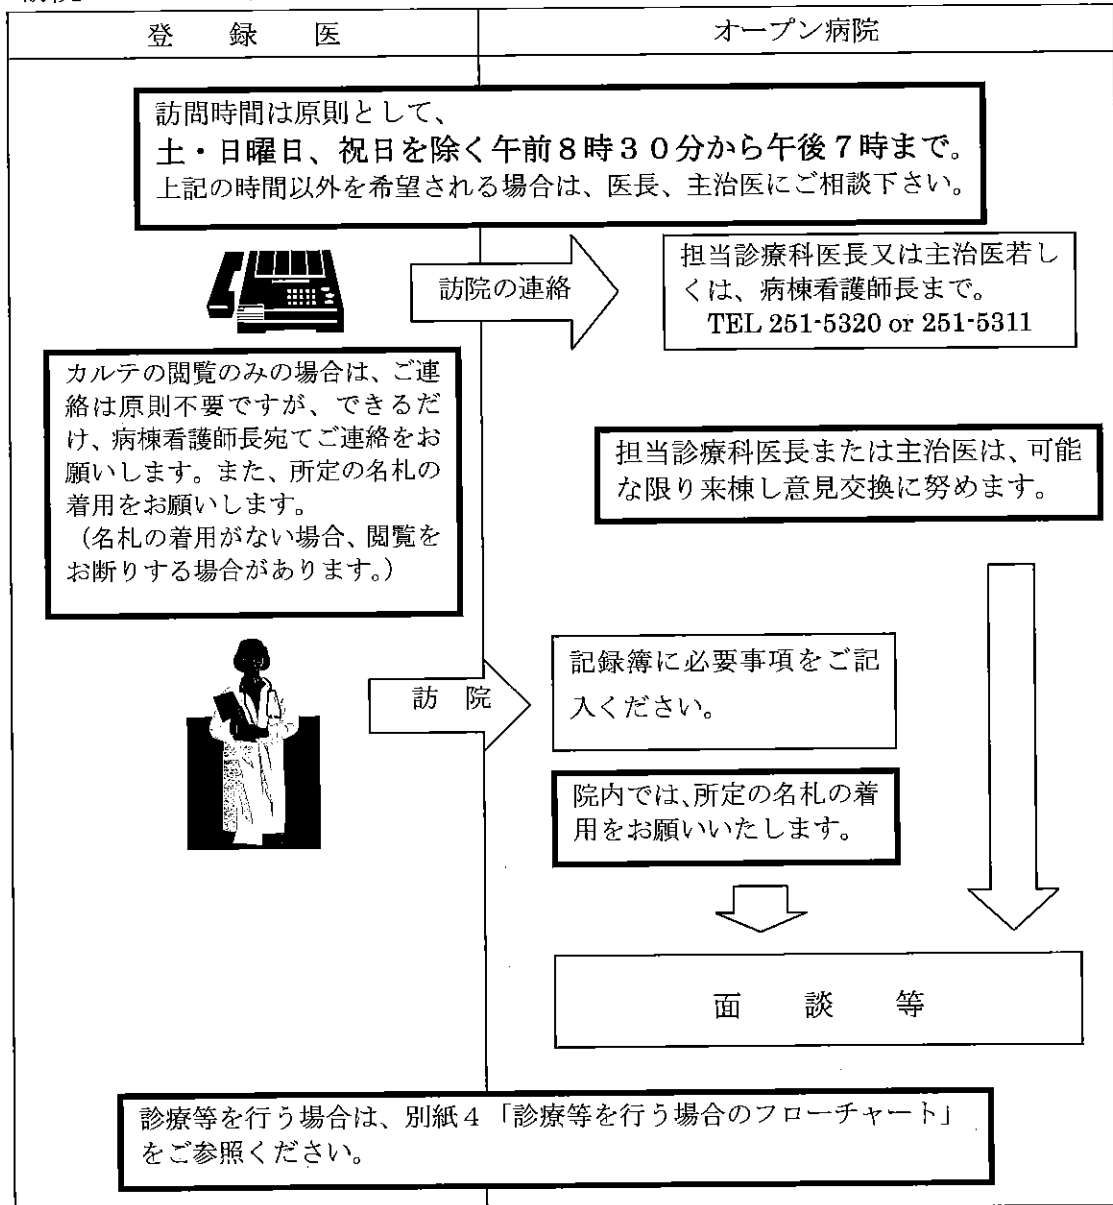 登録医
オープン病院
訪問時間は原則として、
土・日曜日、祝日を除く午前8時30分から午後7時まで。
上記の時間以外を希望される場合は、医長、主治医にご相談下さい。
訪院の連絡
担当診療科医長又は主治医若し
くは、病棟看護師長まで。
TEL 251-5320 or 251-5311
カルテの閲覧のみの場合は、ご連
絡は原則不要ですが、できるだ
け、病棟看護師長宛てご連絡をお
願いします。また、所定の名札の
着用をお願いします。
(名札の着用がない場合、閲覧を
お断りする場合があります。)
担当診療科医長または主治医は、可能
な限り来棟し意見交換に努めます。
訪院
記録簿に必要事項をご記
入ください。
院内では、所定の名札の着
用をお願いいたします。
面談等
診療等を行う場合は、別紙4「診療等を行う場合のフローチャート」
をご参照ください。